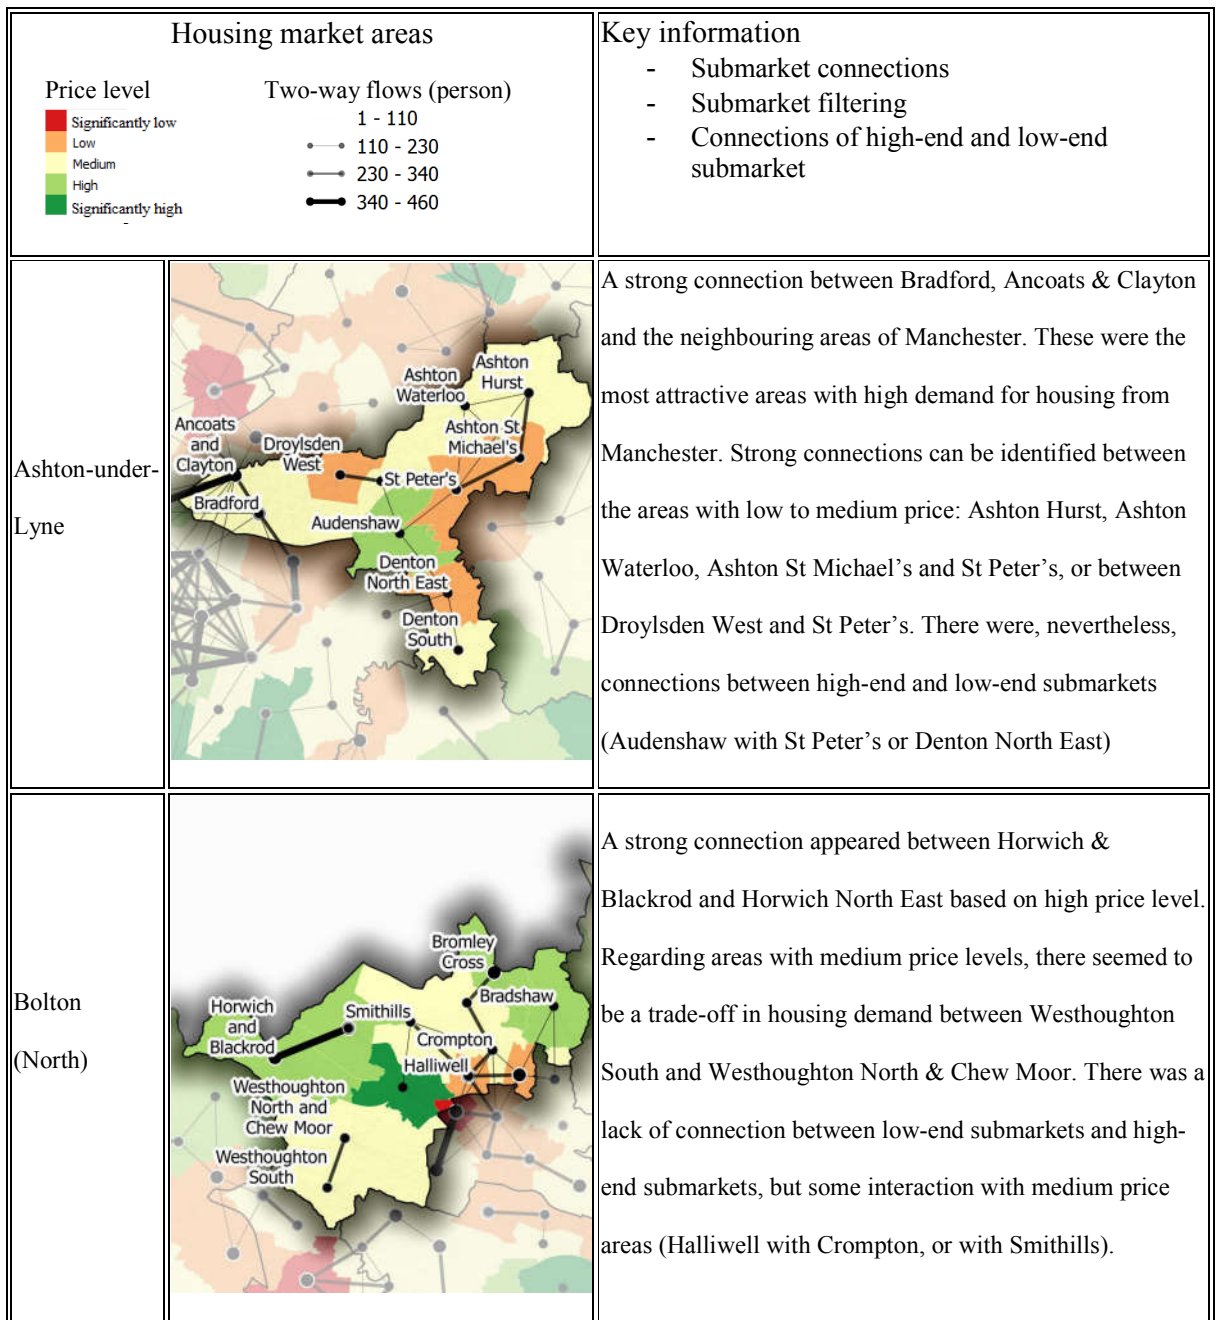 Housing market areas
Price level
Significantly low
Low
Medium
High
Significantly high
Two-way flows (person)
1 - 110
110 - 230
230 - 340
340 - 460
Key information
- Submarket connections
- Submarket filtering
- Connections of high-end and low-end
submarket
Ashton-under-
Lyne
Ashton
Hurst
Ashton
Waterloo
Ashton St
Michael's
Ancoats
and
Clayton
Droylsden
West
St Peter's
Bradford
Audenshaw
Denton
North East
Denton
South
A strong connection between Bradford, Ancoats & Clayton
and the neighbouring areas of Manchester. These were the
most attractive areas with high demand for housing from
Manchester. Strong connections can be identified between
the areas with low to medium price: Ashton Hurst, Ashton
Waterloo, Ashton St Michael’s and St Peter’s, or between
Droylsden West and St Peter’s. There were, nevertheless,
connections between high-end and low-end submarkets
(Audenshaw with St Peter’s or Denton North East)
Bolton
(North)
Bromley
Cross
Bradshaw
Horwich
and
Blackrod
Smithills
Crompton
Halliwell
Westhoughton
North and
Chew Moor
Westhoughton
South
A strong connection appeared between Horwich &
Blackrod and Horwich North East based on high price level.
Regarding areas with medium price levels, there seemed to
be a trade-off in housing demand between Westhoughton
South and Westhoughton North & Chew Moor. There was a
lack of connection between low-end submarkets and high-
end submarkets, but some interaction with medium price
areas (Halliwell with Crompton, or with Smithills).